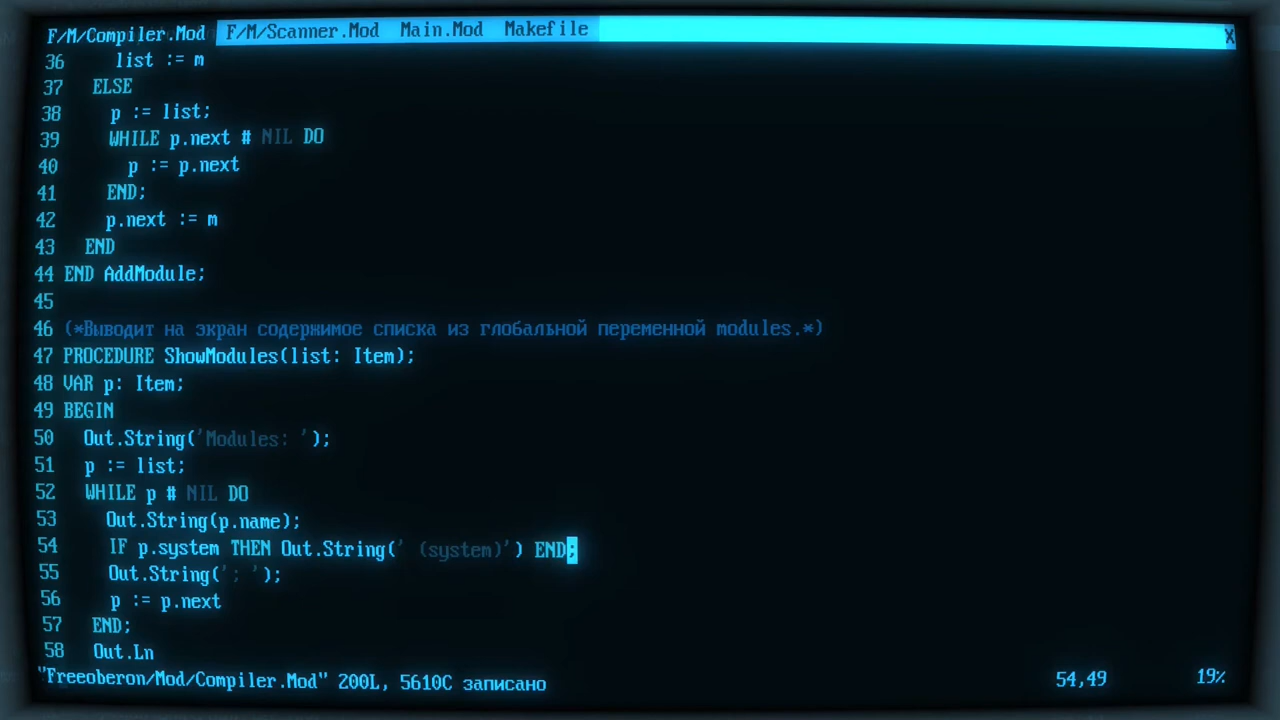 F/M/Compiler.Mod F/M/Scanner.Mod Main.Mod Makefile X
36 list := m
37 ELSE
38 p := list;
39 WHILE p.next # NIL DO
40 p := p.next
41 END;
42 p.next := m
43 END
44 END AddModule;
45
46 (*Выводит на экран содержимое списка из глобальной переменной modules.*)
47 PROCEDURE ShowModules(list: Item);
48 VAR p: Item;
49 BEGIN
50 Out.String('Modules: ');
51 p := list;
52 WHILE p # NIL DO
53 Out.String(p.name);
54 IF p.system THEN Out.String(' (system)') END;
55 Out.String('; ');
56 p := p.next
57 END;
58 Out.Ln
"Freeoberon/Mod/Compiler.Mod" 200L, 5610C записано 54,49 19%